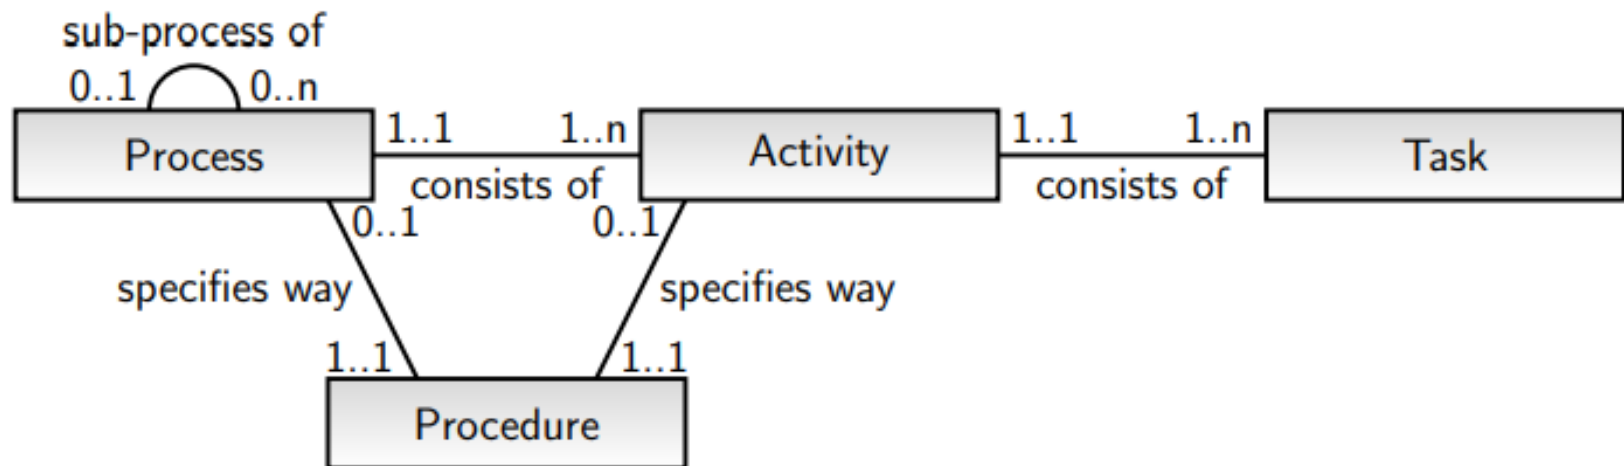 sub-process of
0..1 0..n
Process 1..1 1..n Activity 1..1 1..n Task
consists of consists of
0..1 0..1
specifies way specifies way
1..1 1..1
Procedure